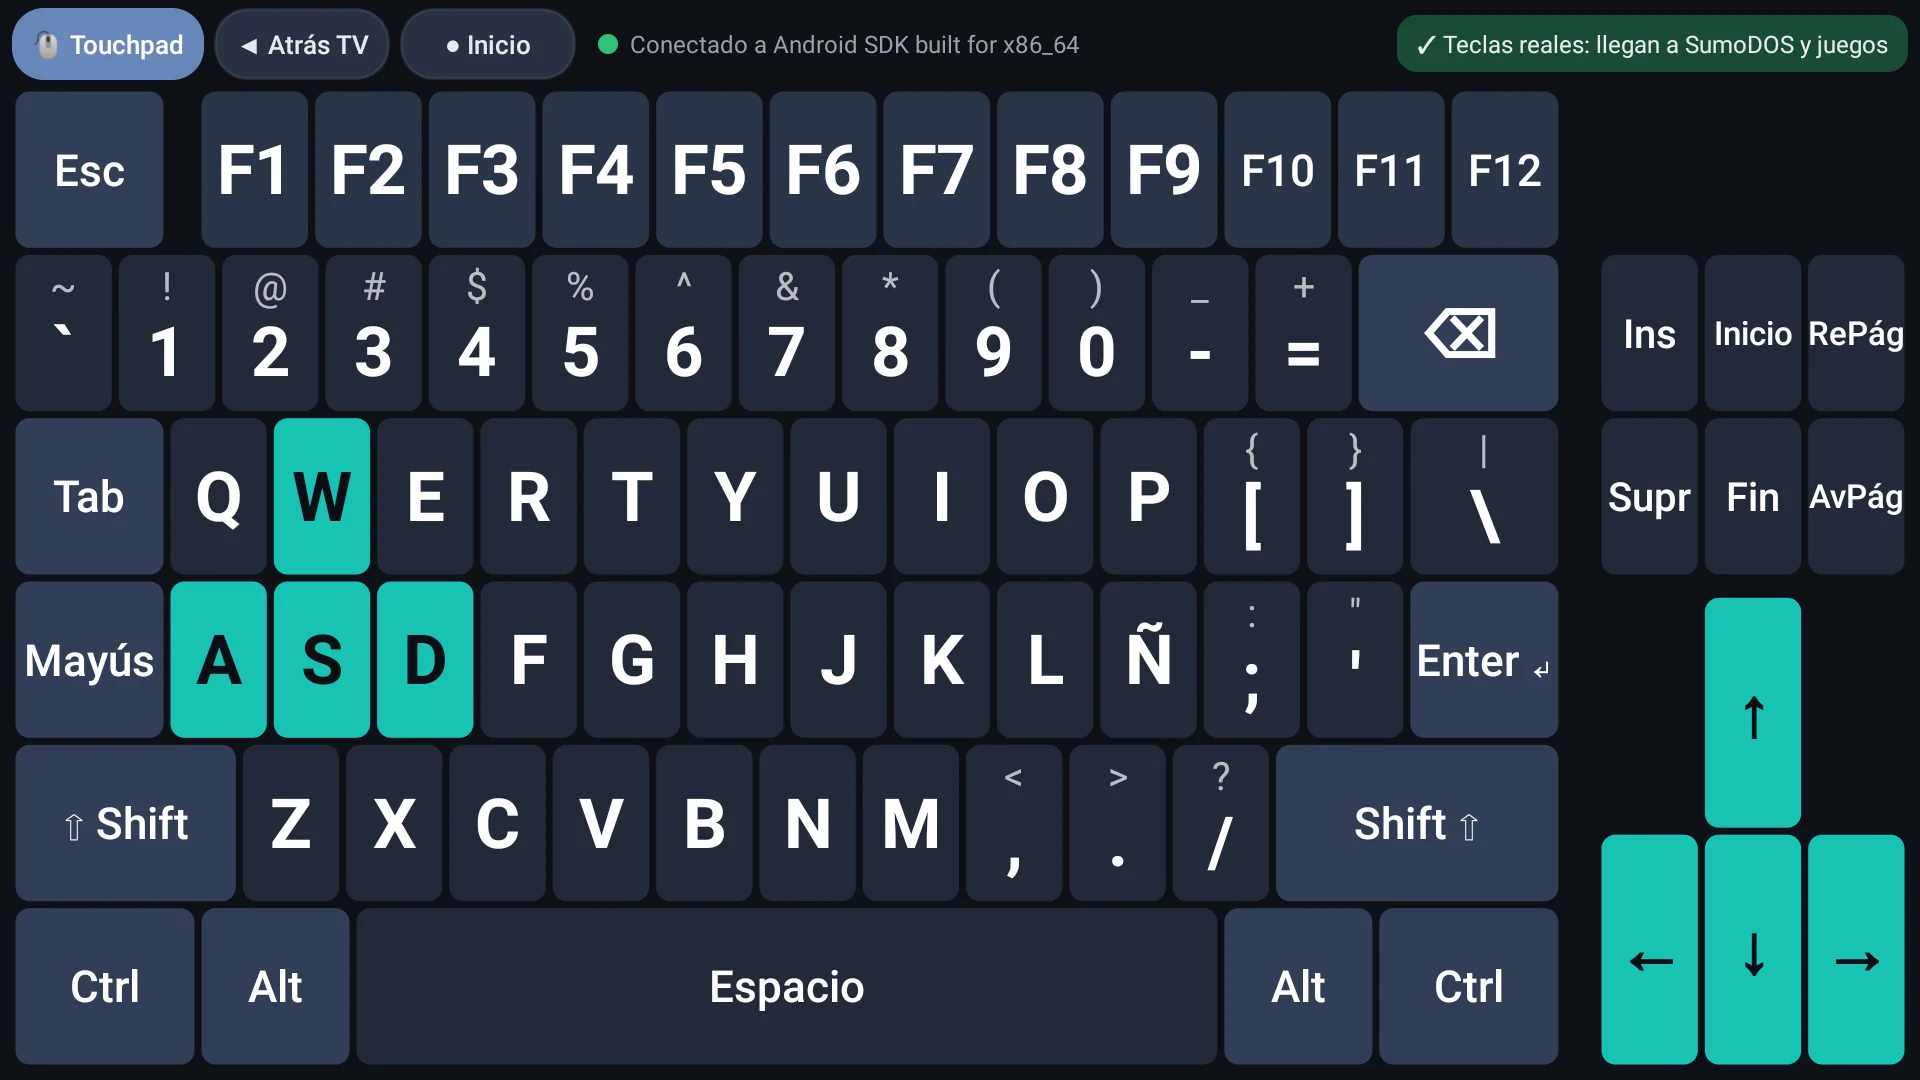 Touchpad ◄ Atrás TV ● Inicio Conectado a Android SDK built for x86_64 ✓ Teclas reales: llegan a SumoDOS y juegos
Esc F1 F2 F3 F4 F5 F6 F7 F8 F9 F10 F11 F12
~ ! @ # $ % ^ & * ( ) _ +
` 1 2 3 4 5 6 7 8 9 0 - = ⌫ Ins Inicio RePág
{ } |
Tab Q W E R T Y U I O P [ ] \ Supr Fin AvPág
: "
Mayús A S D F G H J K L Ñ ; ' Enter ↵ ↑
< > ?
⇧ Shift Z X C V B N M , . / Shift ⇧
Ctrl Alt Espacio Alt Ctrl ← ↓ →